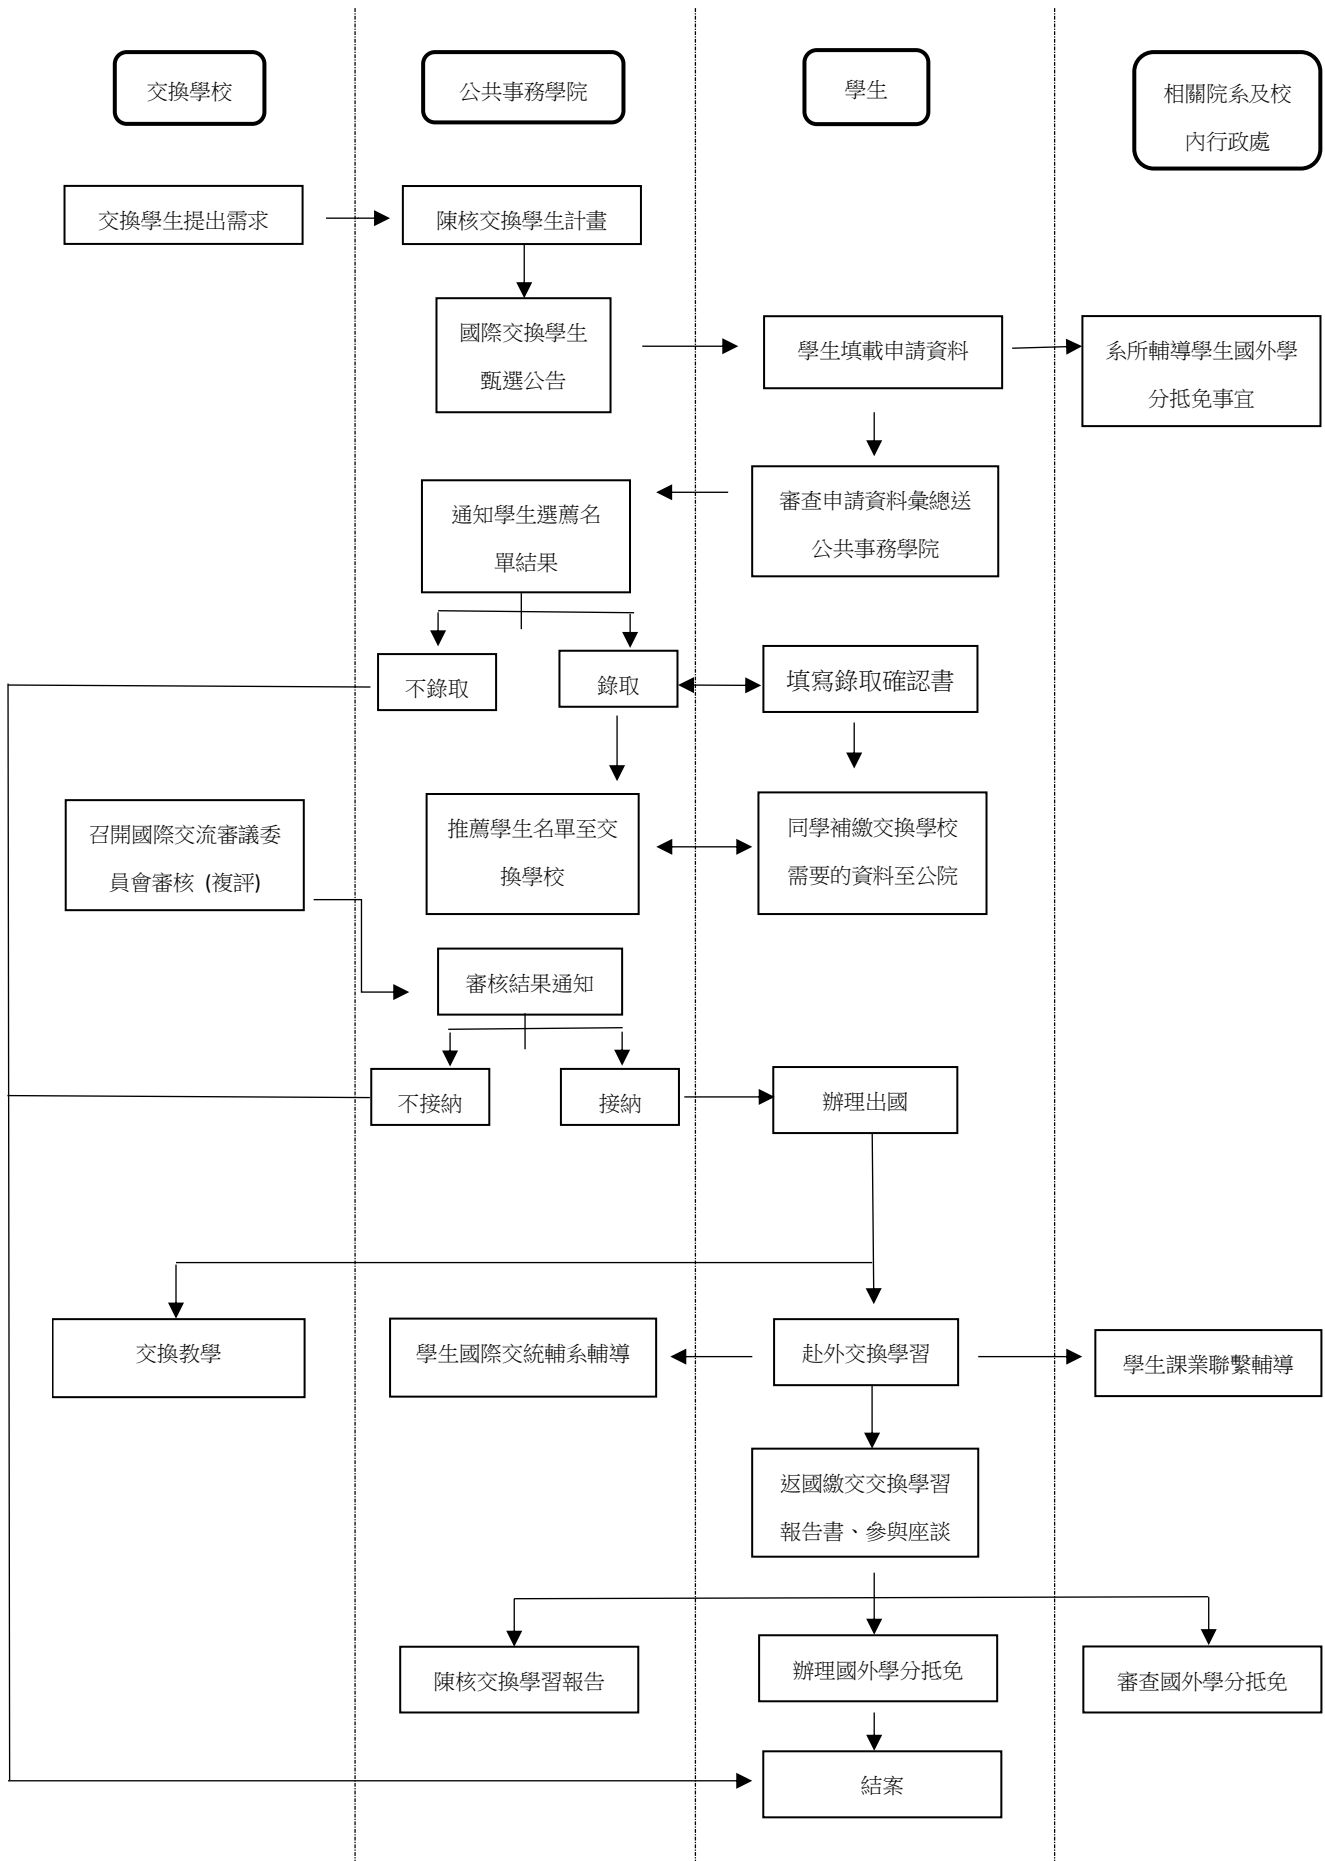 交換學校
公共事務學院
學生
相關院系及校
內行政處
交換學生提出需求
陳核交換學生計畫
國際交換學生
甄選公告
學生填載申請資料
系所輔導學生國外學
分抵免事宜
通知學生選薦名
單結果
審查申請資料彙總送
公共事務學院
不錄取
錄取
填寫錄取確認書
召開國際交流審議委
員會審核 (複評)
推薦學生名單至交
換學校
同學補繳交換學校
需要的資料至公院
審核結果通知
不接納
接納
辦理出國
交換教學
學生國際交統輔系輔導
赴外交換學習
學生課業聯繫輔導
返國繳交交換學習
報告書、參與座談
陳核交換學習報告
辦理國外學分抵免
審查國外學分抵免
結案